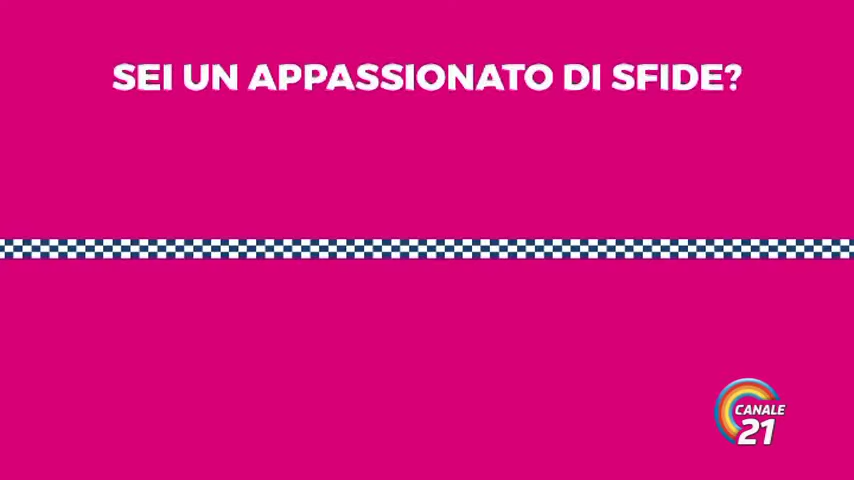 SEI UN APPASSIONATO DI SFIDE?
CANALE
21